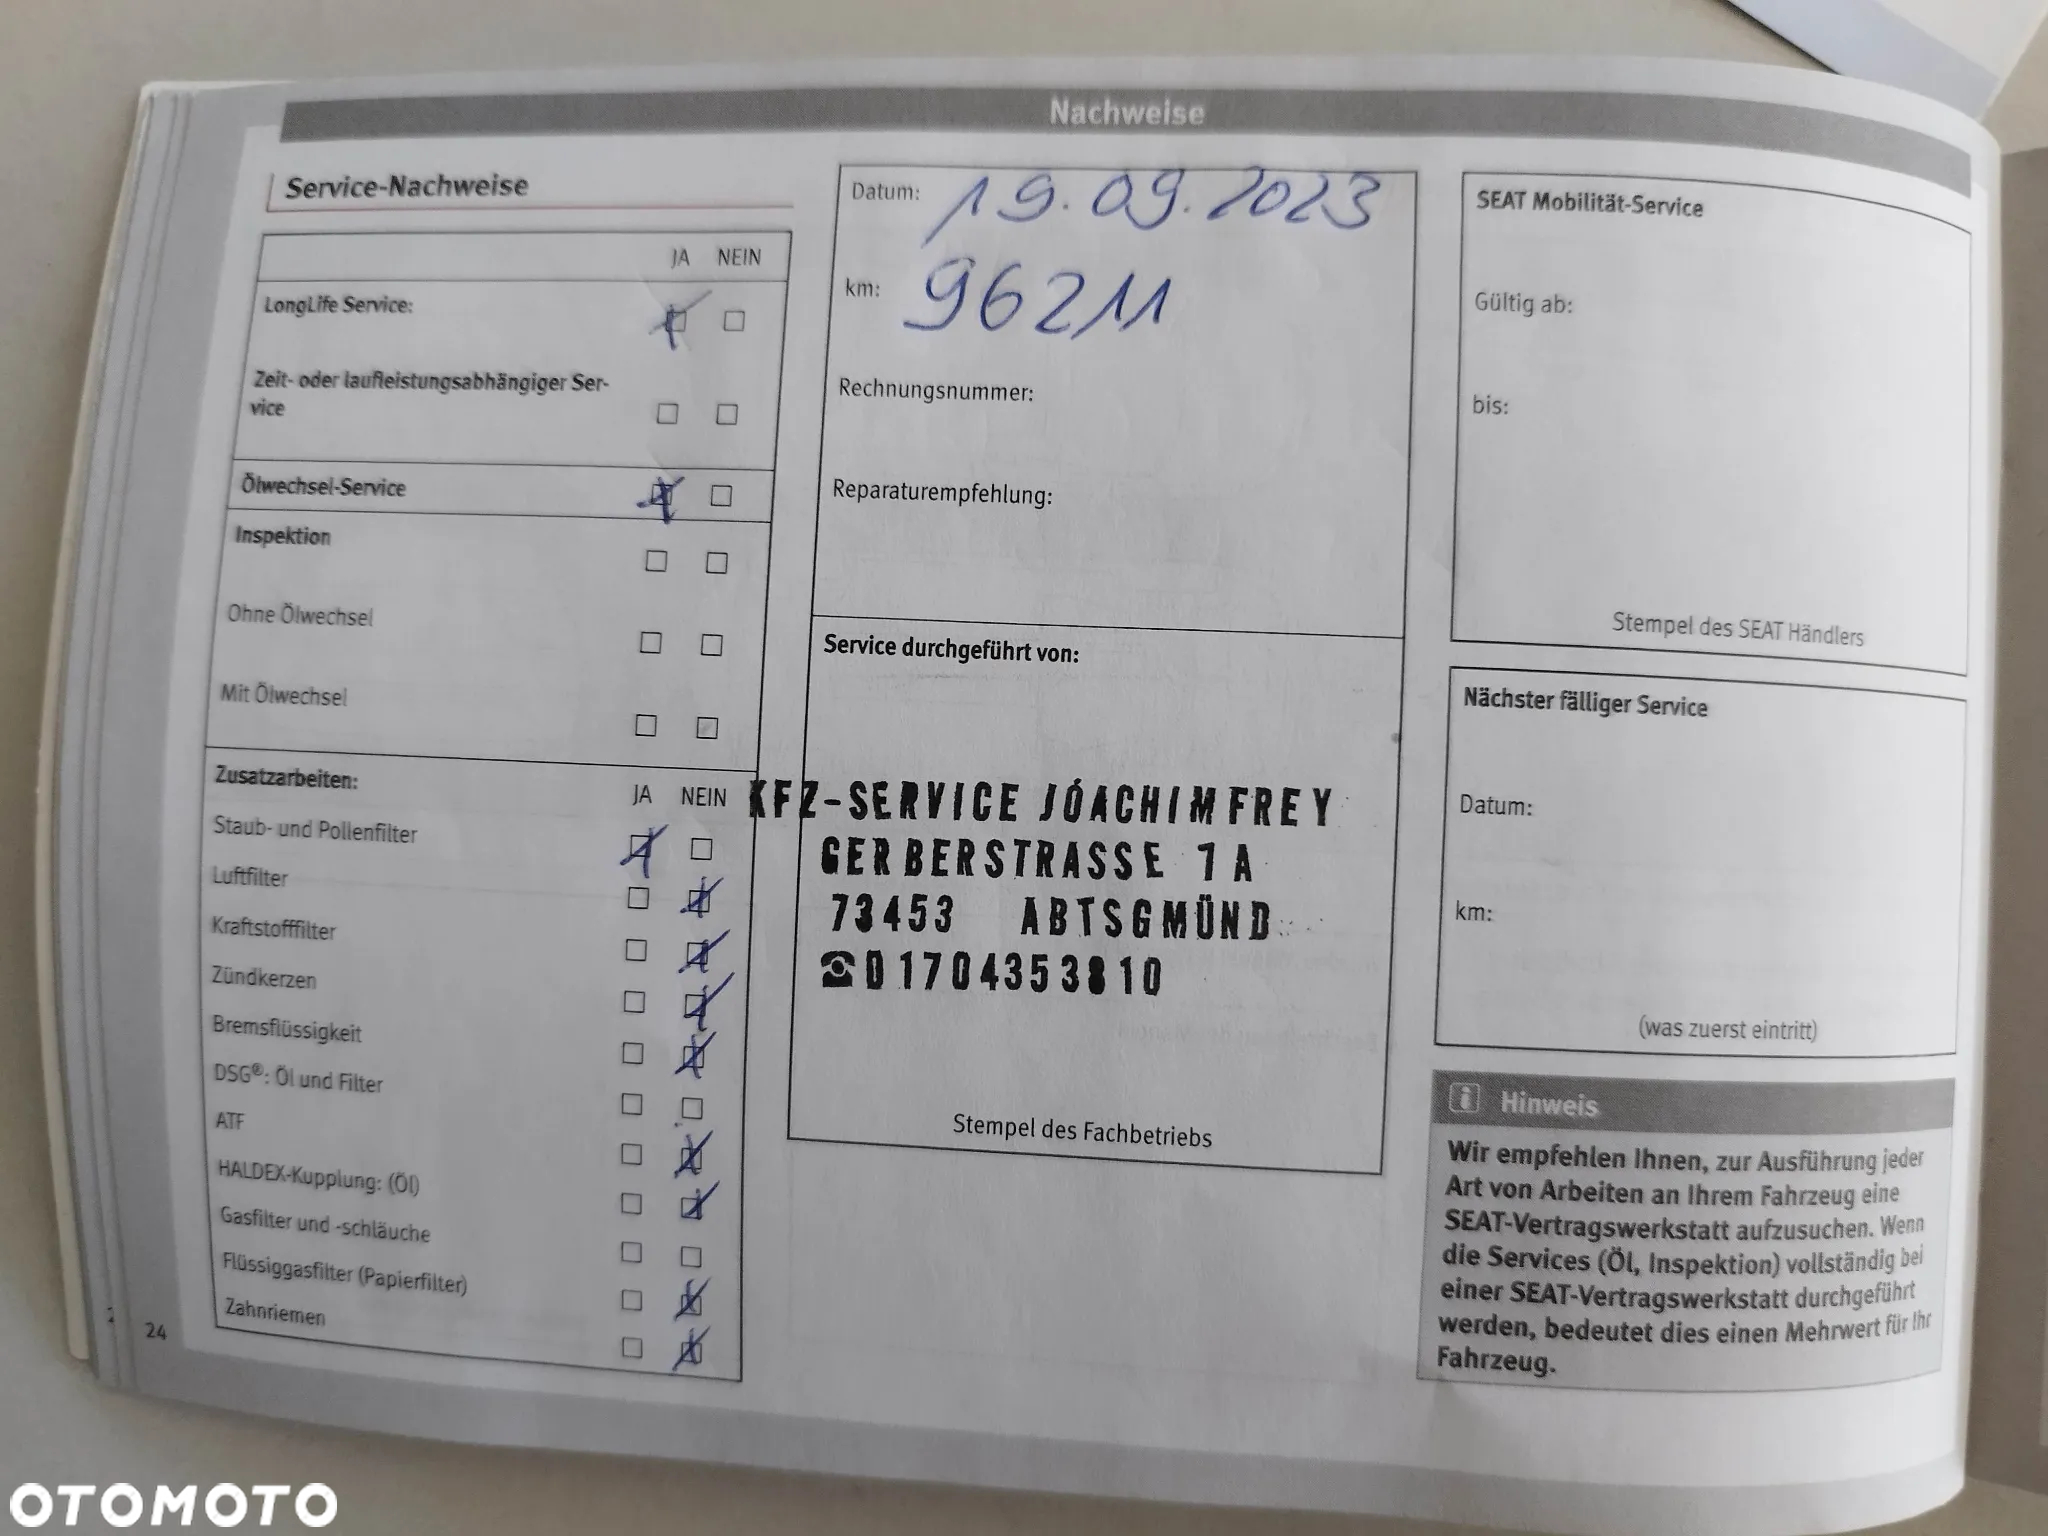 Nachweise
Service-Nachweise
JA NEIN
LongLife Service:
Zeit- oder laufleistungsabhängiger Ser-
vice
Ölwechsel-Service
Inspektion
Ohne Ölwechsel
Mit Ölwechsel
Zusatzarbeiten:
JA NEIN
Staub- und Pollenfilter
Luftfilter
Kraftstofffilter
Zündkerzen
Bremsflüssigkeit
DSG®: Öl und Filter
ATF
HALDEX-Kupplung: (Öl)
Gasfilter und -schläuche
Flüssiggasfilter (Papierfilter)
Zahnriemen
24
Datum: 19.09.2023
km: 96211
Rechnungsnummer:
Reparaturempfehlung:
Service durchgeführt von:
KFZ-SERVICE JOACHIM FREY
GERBERSTRASSE 1A
73453 ABTSGMÜND
☎01704353810
Stempel des Fachbetriebs
SEAT Mobilität-Service
Gültig ab:
bis:
Stempel des SEAT Händlers
Nächster fälliger Service
Datum:
km:
(was zuerst eintritt)
i Hinweis
Wir empfehlen Ihnen, zur Ausführung jeder
Art von Arbeiten an Ihrem Fahrzeug eine
SEAT-Vertragswerkstatt aufzusuchen. Wenn
die Services (Öl, Inspektion) vollständig bei
einer SEAT-Vertragswerkstatt durchgeführt
werden, bedeutet dies einen Mehrwert für Ihr
Fahrzeug.
OTOMOTO